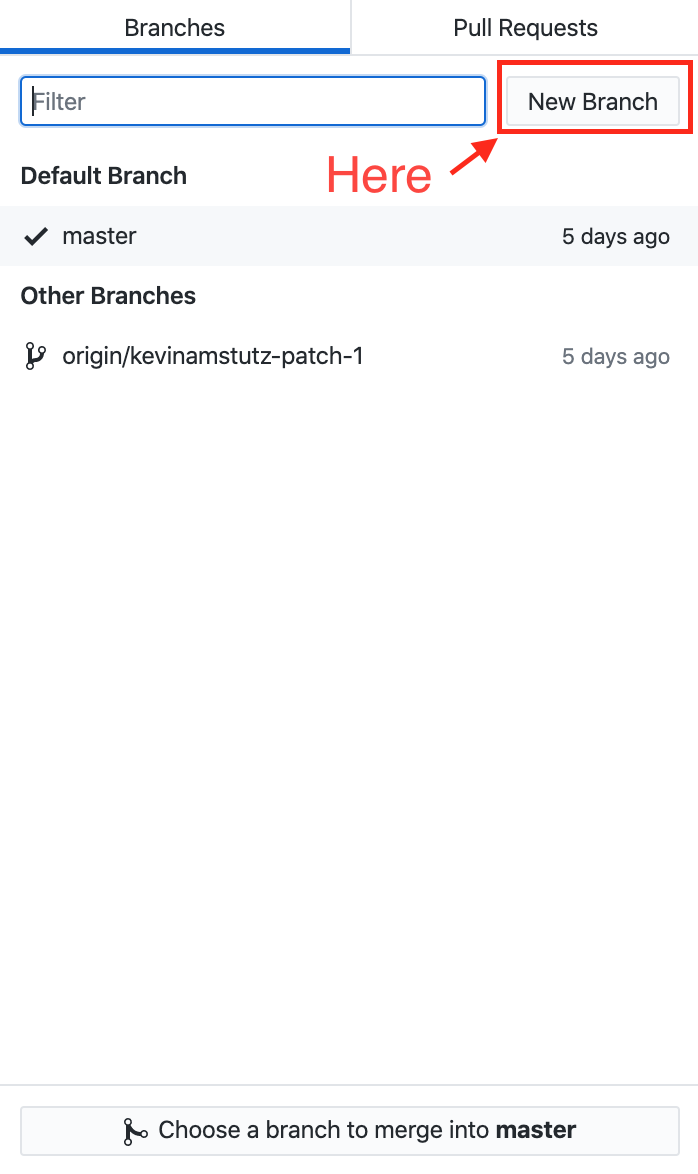 Branches Pull Requests
Filter New Branch
Here
Default Branch
master 5 days ago
Other Branches
origin/kevinamstutz-patch-1 5 days ago
Choose a branch to merge into master